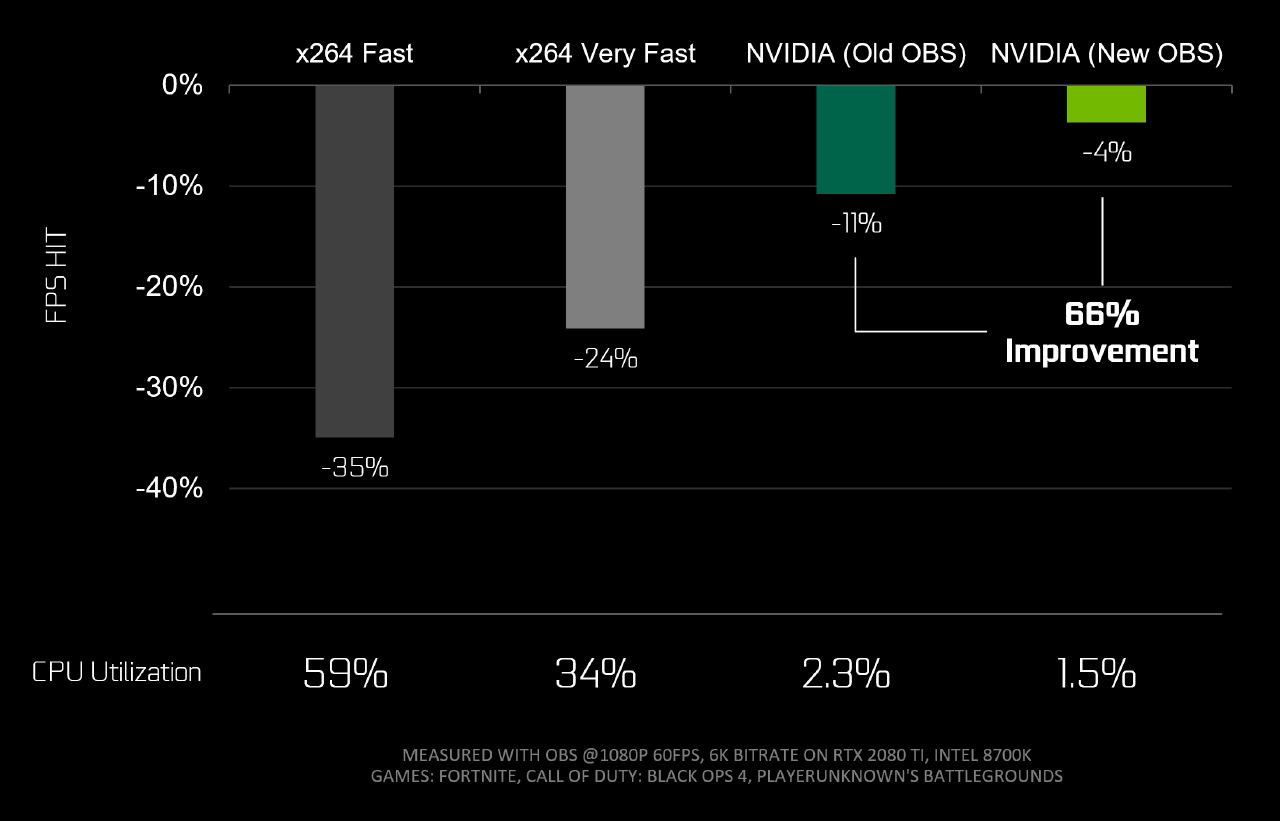 x264 Fast x264 Very Fast NVIDIA (Old OBS) NVIDIA (New OBS)
0%
-4%
-10%
-11%
FPS HIT
-20%
66%
Improvement
-24%
-30%
-35%
-40%
CPU Utilization 59% 34% 2.3% 1.5%
MEASURED WITH OBS @1080P 60FPS, 6K BITRATE ON RTX 2080 TI, INTEL 8700K
GAMES: FORTNITE, CALL OF DUTY: BLACK OPS 4, PLAYERUNKNOWN'S BATTLEGROUNDS